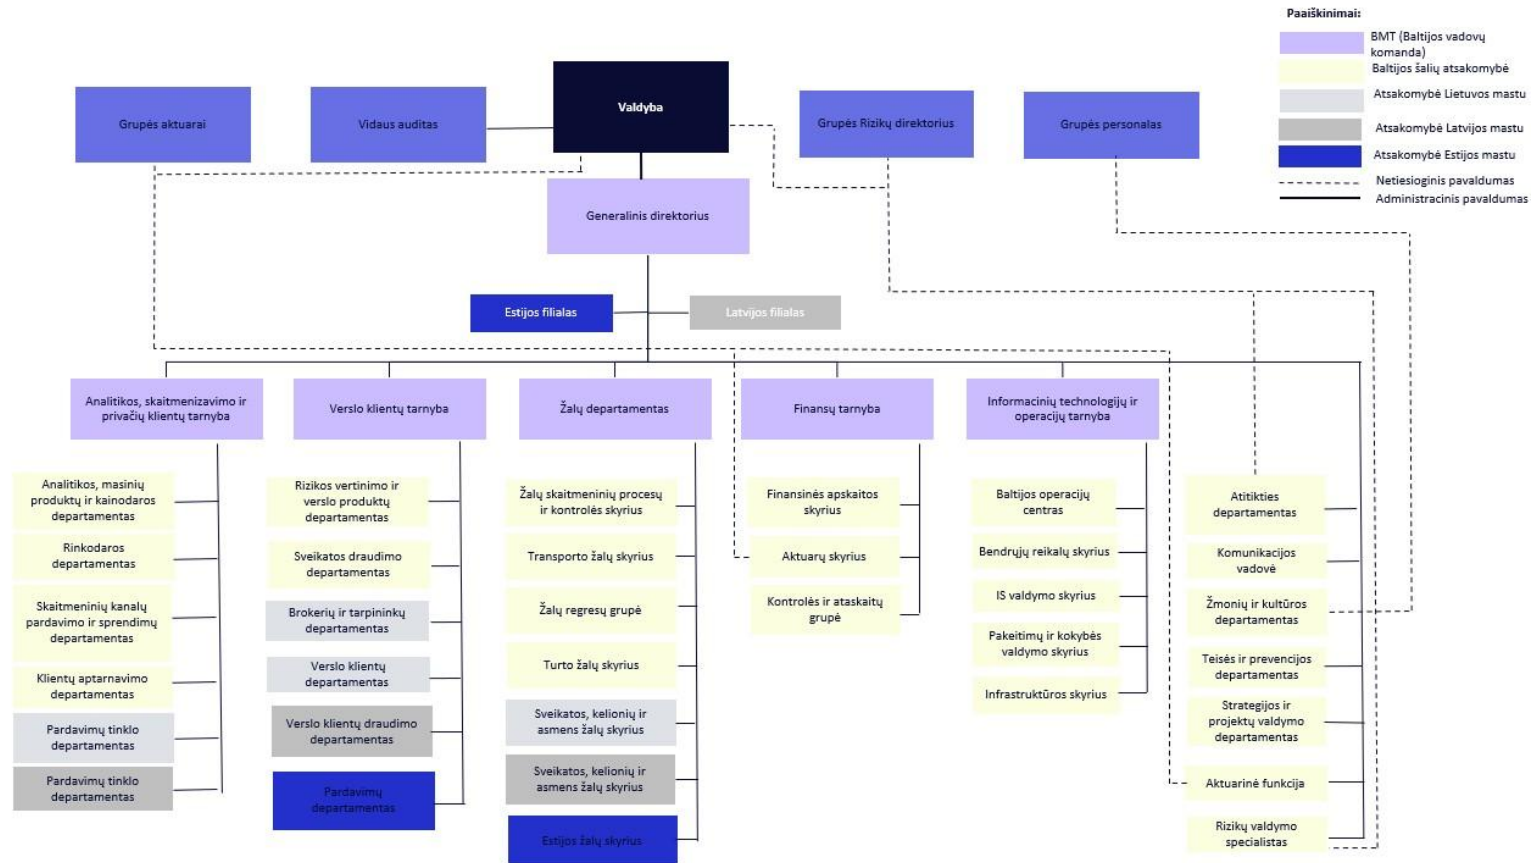 Paaiškinimai:
BMT (Baltijos vadovų
komanda)
Baltijos šalių atsakomybė
Atsakomybė Lietuvos mastu
Atsakomybė Latvijos mastu
Atsakomybė Estijos mastu
Netiesioginis pavaldumas
Administracinis pavaldumas
Grupės aktuarai
Vidaus auditas
Valdyba
Grupės Rizikų direktorius
Grupės personalas
Generalinis direktorius
Estijos filialas
Latvijos filialas
Analitikos, skaitmenizavimo ir
privačių klientų tarnyba
Verslo klientų tarnyba
Žalų departamentas
Finansų tarnyba
Informacinių technologijų ir
operacijų tarnyba
Analitikos, masinių
produktų ir kainodaros
departamentas
Rinkodaros
departamentas
Skaitmeninių kanalų
pardavimo ir sprendimų
departamentas
Klientų aptarnavimo
departamentas
Pardavimų tinklo
departamentas
Pardavimų tinklo
departamentas
Rizikos vertinimo ir
verslo produktų
departamentas
Sveikatos draudimo
departamentas
Brokerių ir tarpininkų
departamentas
Verslo klientų
departamentas
Verslo klientų draudimo
departamentas
Pardavimų
departamentas
Žalų skaitmeninių procesų
ir kontrolės skyrius
Transporto žalų skyrius
Žalų regresų grupė
Turto žalų skyrius
Sveikatos, kelionių ir
asmens žalų skyrius
Sveikatos, kelionių ir
asmens žalų skyrius
Estijos žalų skyrius
Finansinės apskaitos
skyrius
Aktuarų skyrius
Kontrolės ir ataskaitų
grupė
Baltijos operacijų
centras
Bendrųjų reikalų skyrius
IS valdymo skyrius
Pakeitimų ir kokybės
valdymo skyrius
Infrastruktūros skyrius
Atitikties
departamentas
Komunikacijos
vadovė
Žmonių ir kultūros
departamentas
Teisės ir prevencijos
departamentas
Strategijos ir
projektų valdymo
departamentas
Aktuarinė funkcija
Rizikų valdymo
specialistas